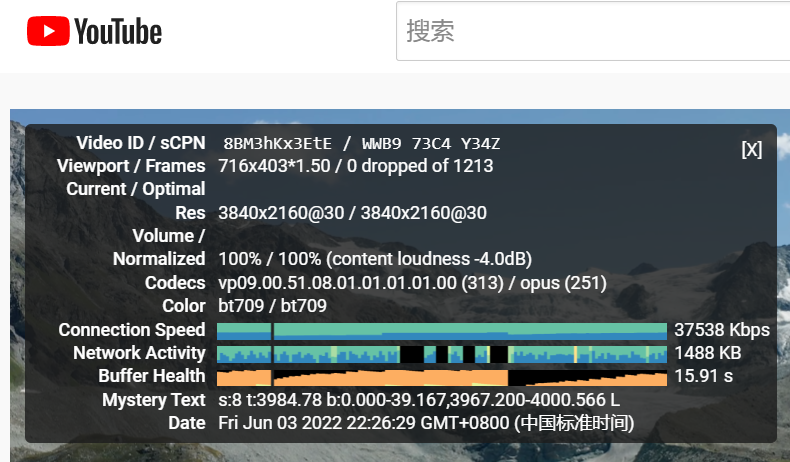 YouTube
搜索
Video ID / sCPN 8BM3hKx3EtE / WWB9 73C4 Y34Z
[X]
Viewport / Frames 716x403*1.50 / 0 dropped of 1213
Current / Optimal
Res 3840x2160@30 / 3840x2160@30
Volume /
Normalized 100% / 100% (content loudness -4.0dB)
Codecs vp09.00.51.08.01.01.01.01.00 (313) / opus (251)
Color bt709 / bt709
Connection Speed 37538 Kbps
Network Activity 1488 KB
Buffer Health 15.91 s
Mystery Text s:8 t:3984.78 b:0.000-39.167,3967.200-4000.566 L
Date Fri Jun 03 2022 22:26:29 GMT+0800 (中国标准时间)